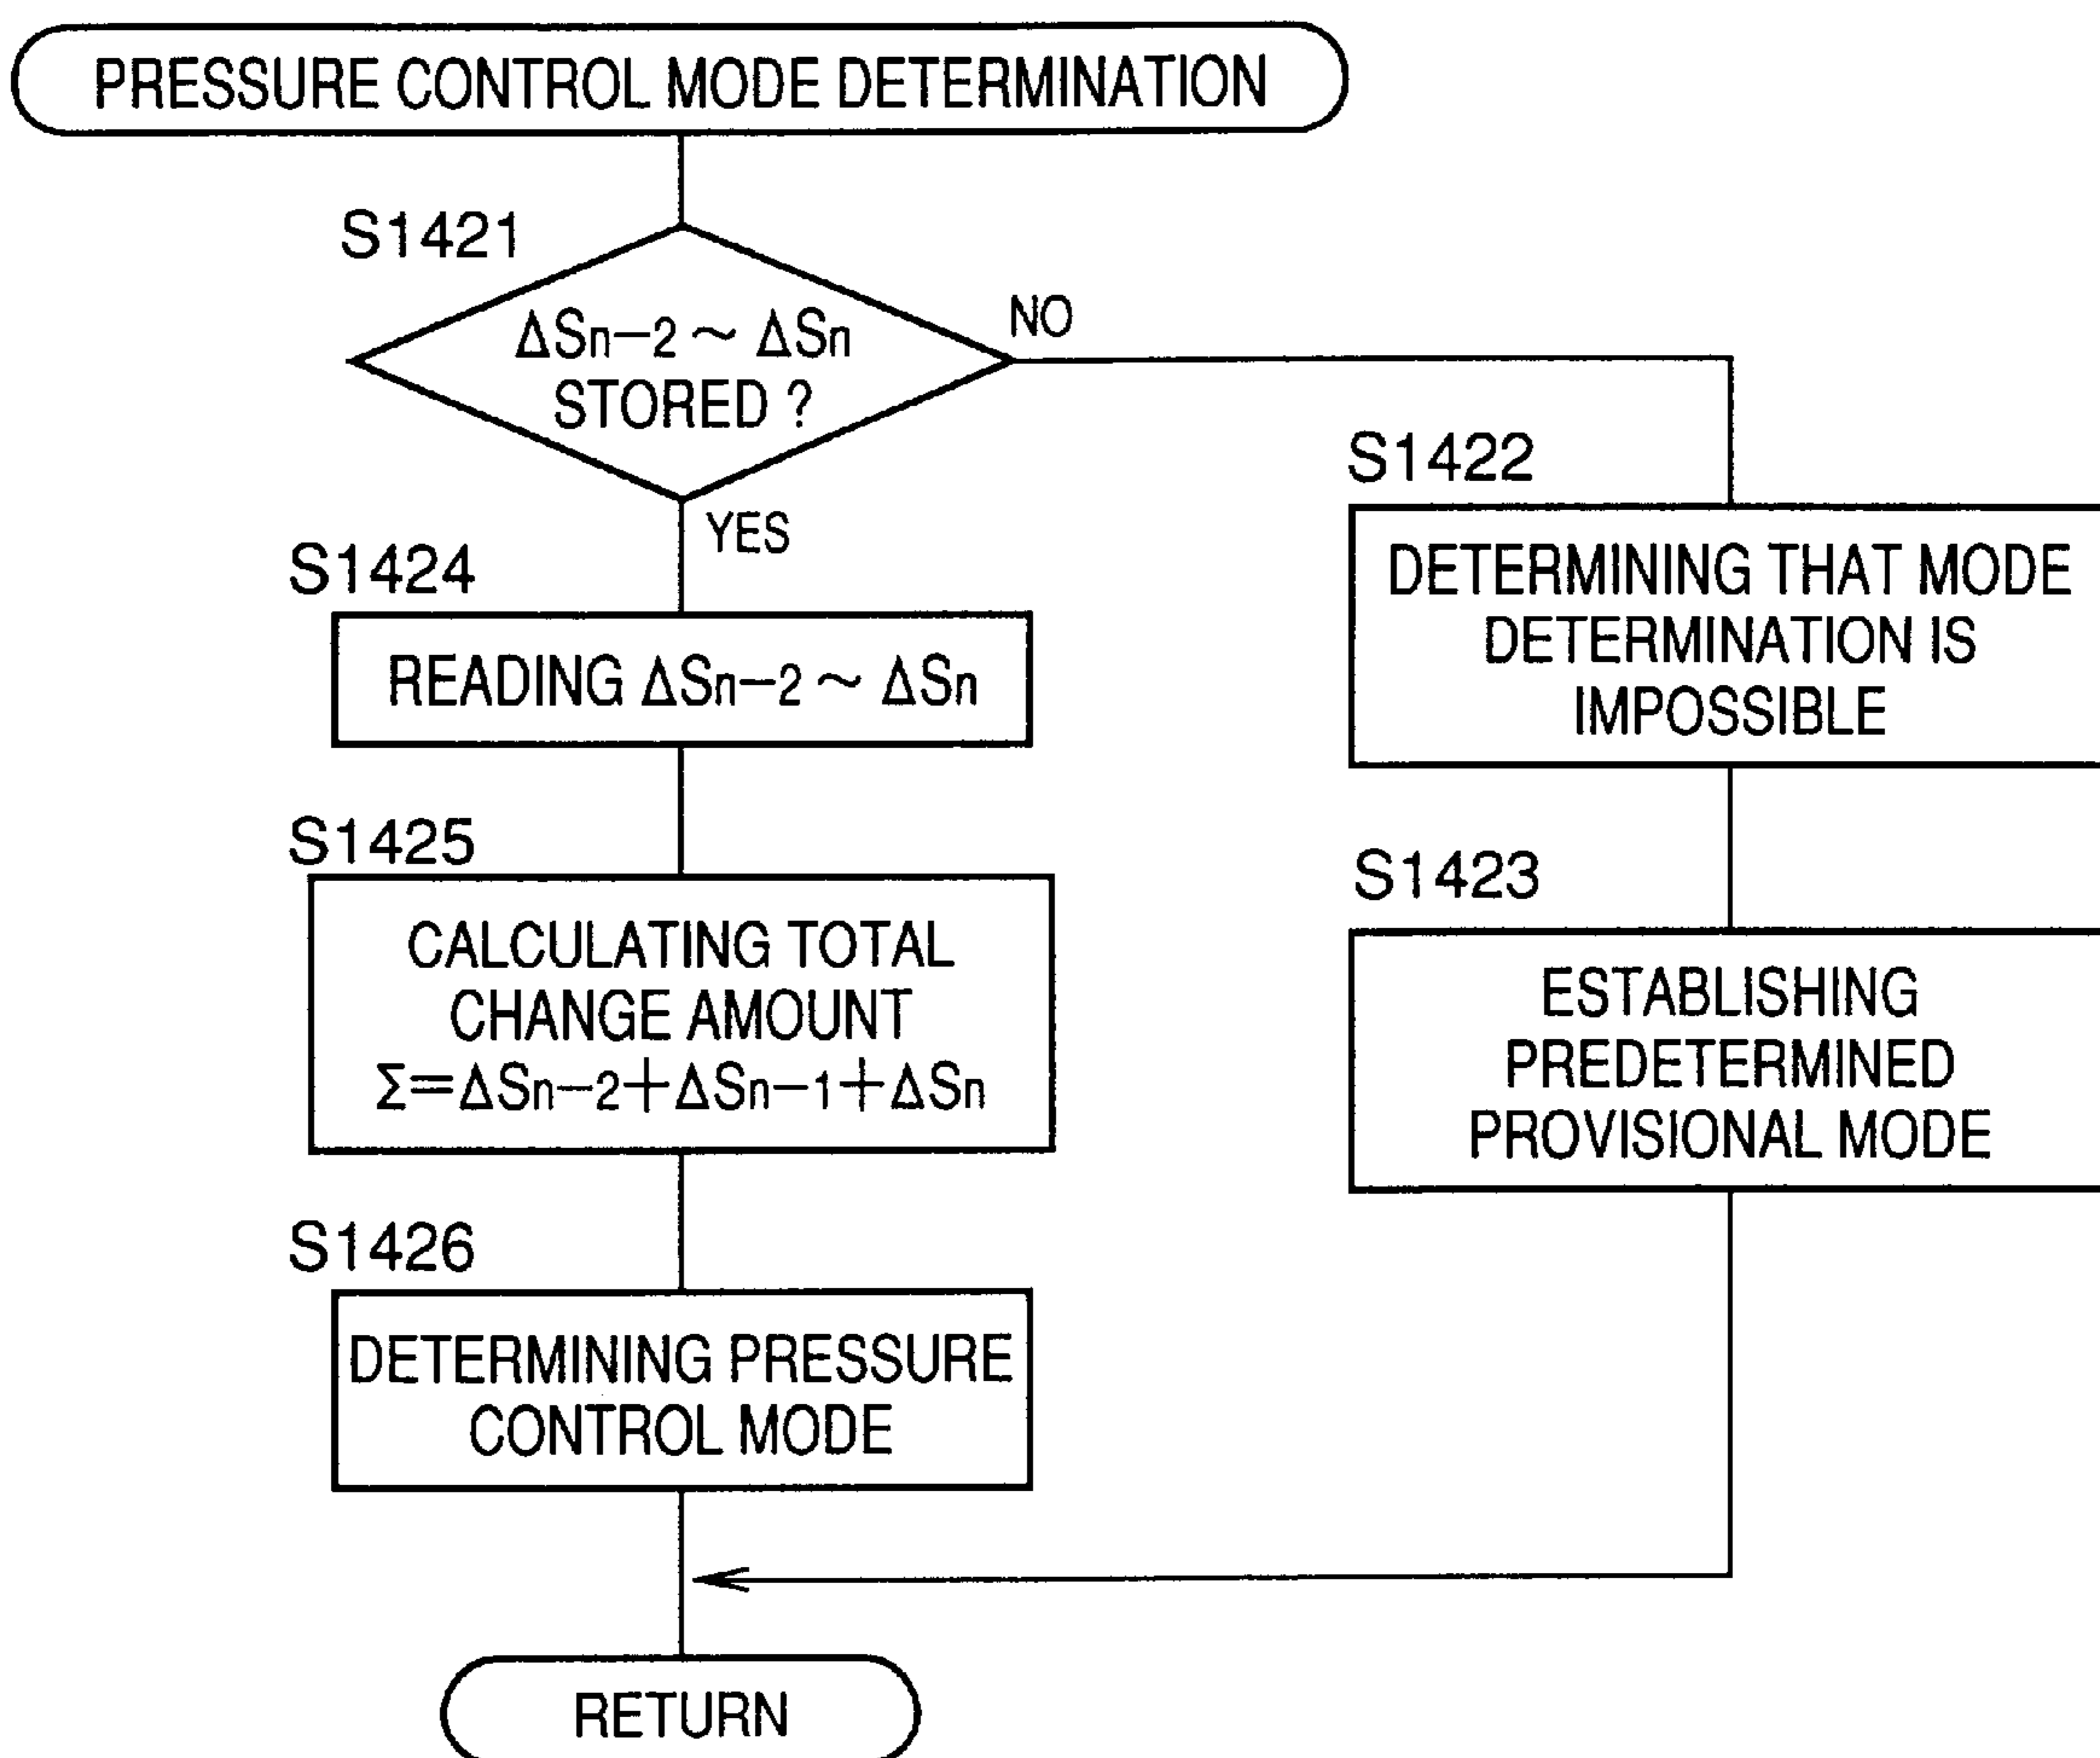 PRESSURE CONTROL MODE DETERMINATION
S1421
ΔSn-2 ~ ΔSn
STORED ?
NO
YES
S1422
DETERMINING THAT MODE
DETERMINATION IS
IMPOSSIBLE
S1423
ESTABLISHING
PREDETERMINED
PROVISIONAL MODE
S1424
READING ΔSn-2 ~ ΔSn
S1425
CALCULATING TOTAL
CHANGE AMOUNT
Σ=ΔSn-2+ΔSn-1+ΔSn
S1426
DETERMINING PRESSURE
CONTROL MODE
RETURN